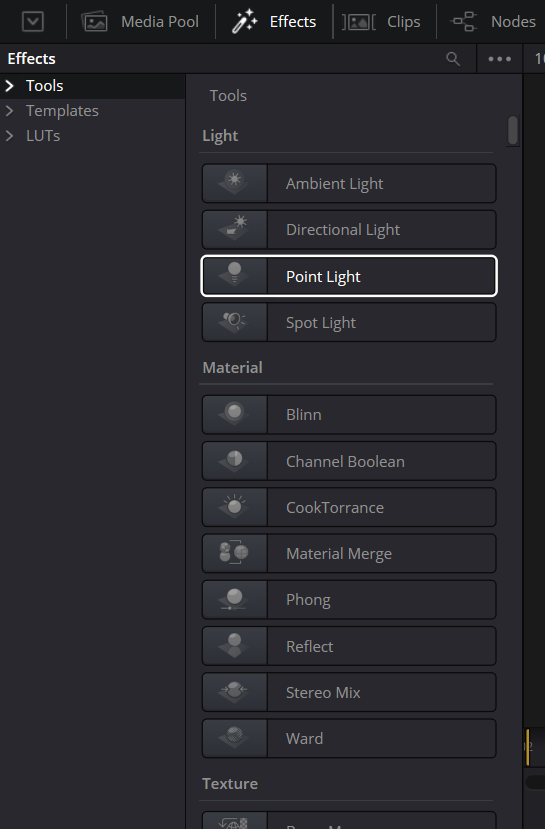 Media Pool Effects Clips Nodes
Effects
Tools
Templates
LUTs
Tools
Light
Ambient Light
Directional Light
Point Light
Spot Light
Material
Blinn
Channel Boolean
CookTorrance
Material Merge
Phong
Reflect
Stereo Mix
Ward
Texture